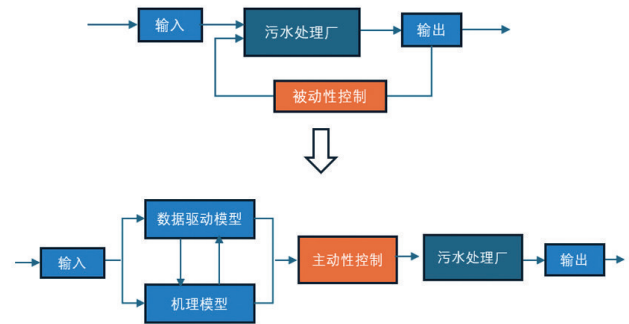 输入
污水处理厂
输出
被动性控制
数据驱动模型
输入
主动性控制
污水处理厂
输出
机理模型